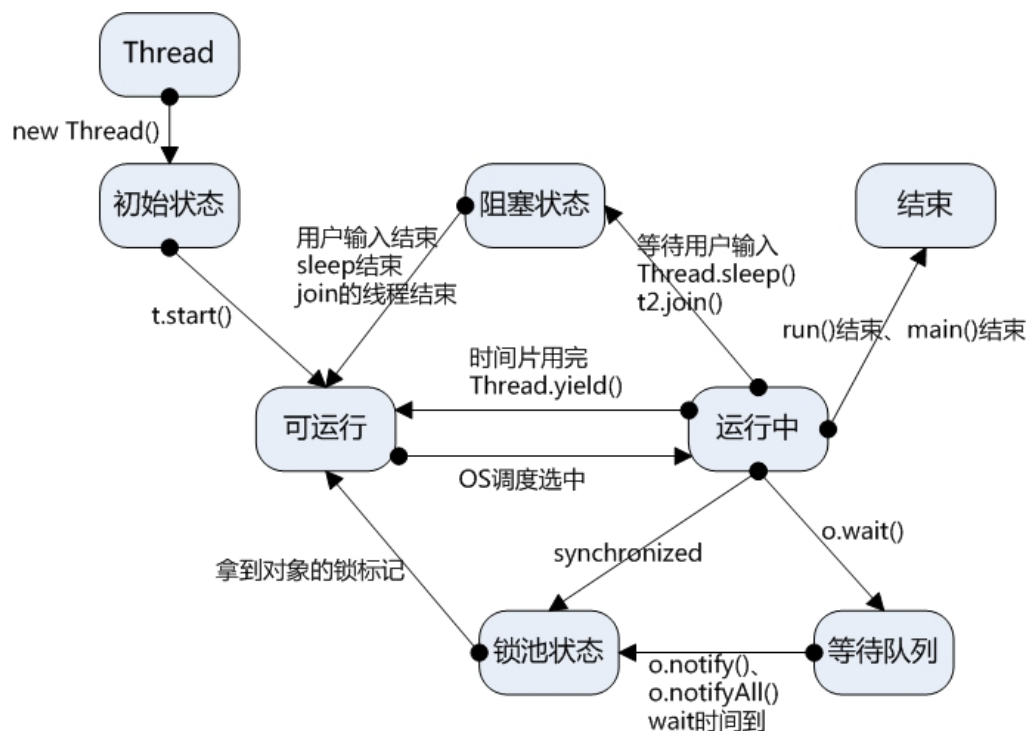 Thread
new Thread()
初始状态
阻塞状态
结束
用户输入结束
sleep结束
join的线程结束
等待用户输入
Thread.sleep()
t2.join()
t.start()
run()结束、main()结束
时间片用完
Thread.yield()
可运行
运行中
OS调度选中
o.wait()
synchronized
拿到对象的锁标记
锁池状态
等待队列
o.notify()、
o.notifyAll()
wait时间到